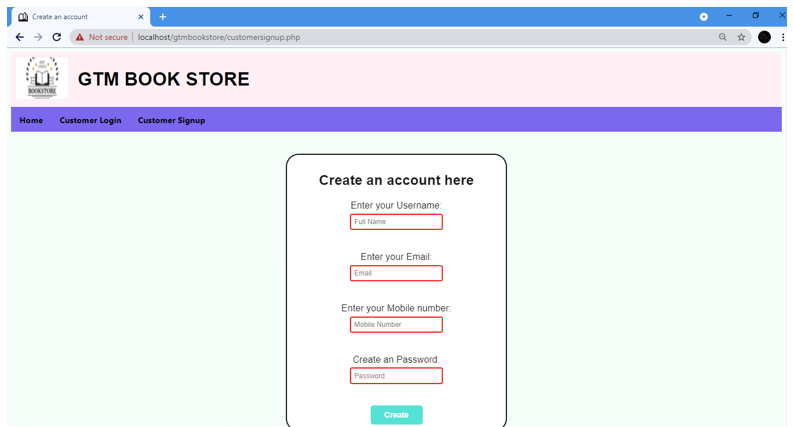 Create an account
Not secure | localhost/gtmbookstore/customersignup.php
BOOKSTORE
GTM BOOK STORE
Home Customer Login Customer Signup
Create an account here
Enter your Username:
Full Name
Enter your Email:
Email
Enter your Mobile number:
Mobile Number
Create an Password:
Password
Create